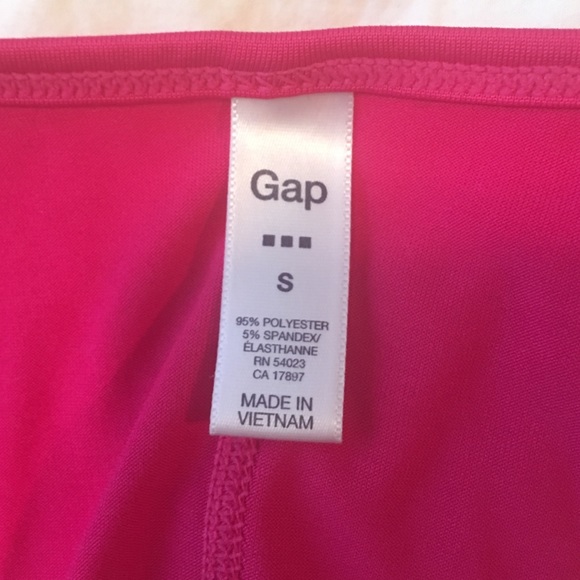 Gap
S
95% POLYESTER
5% SPANDEX/
ÉLASTHANNE
RN 54023
CA 17897
MADE IN
VIETNAM